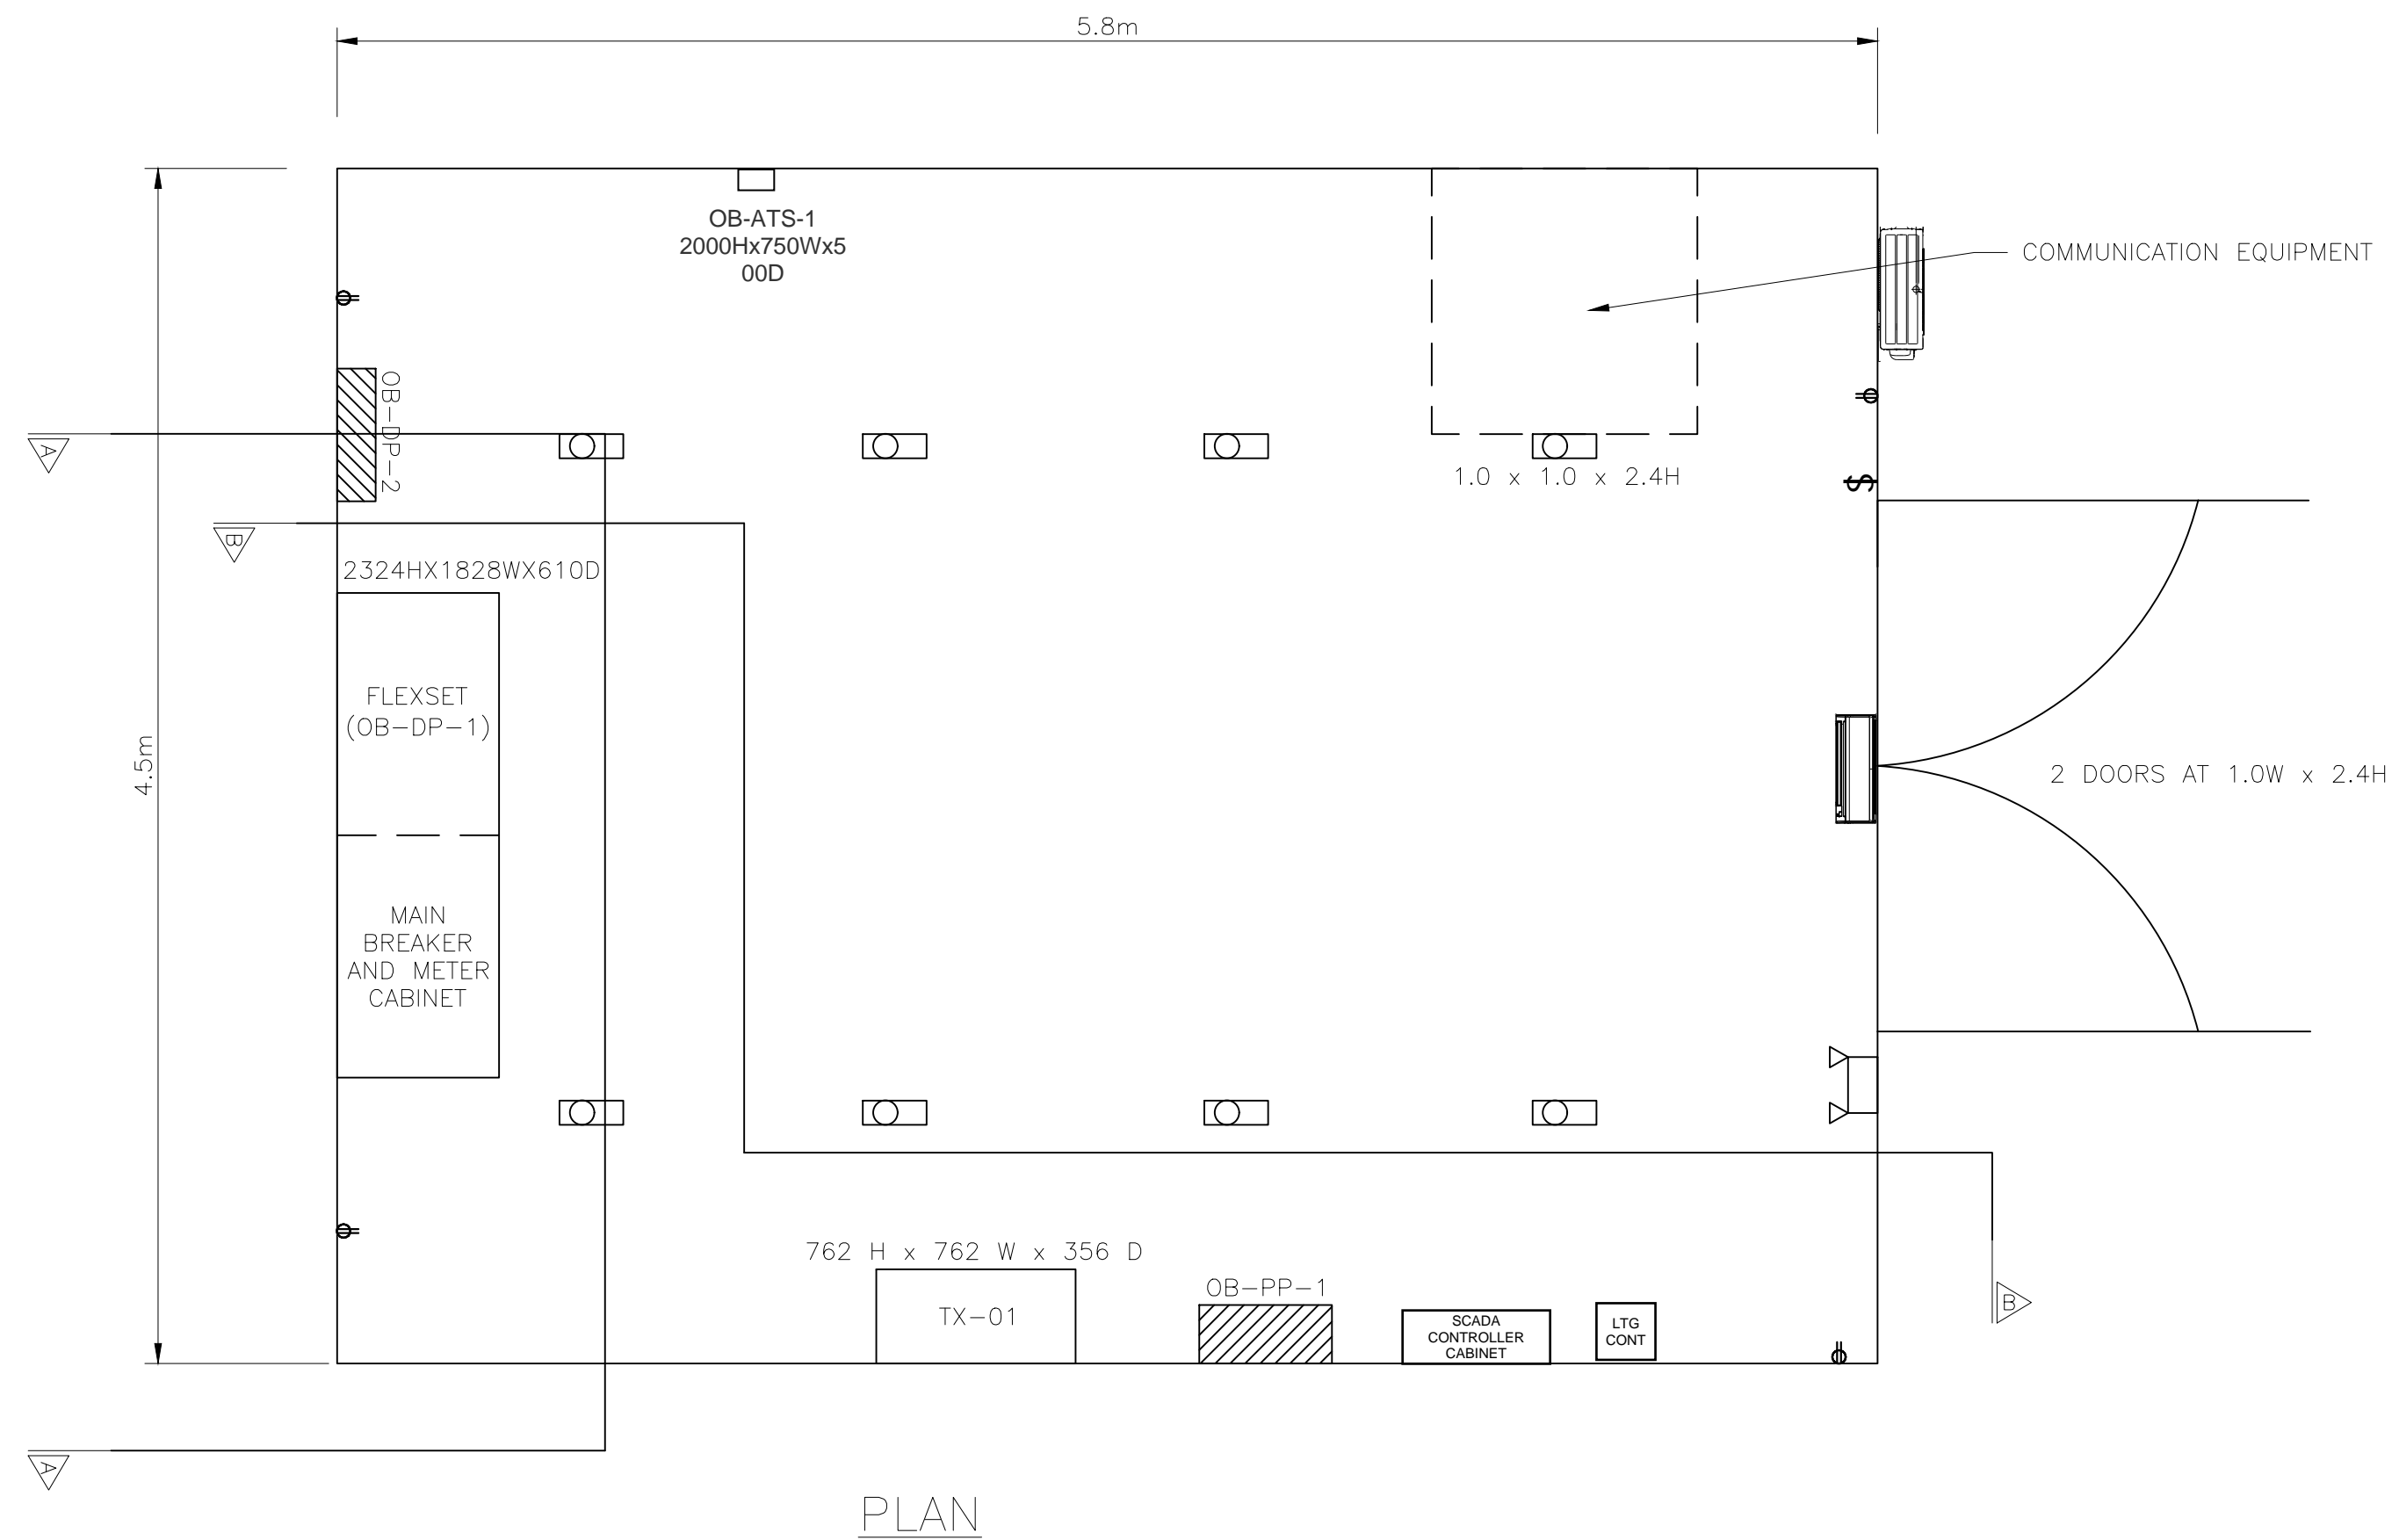 5.8m
OB-ATS-1
2000Hx750Wx5
00D
COMMUNICATION EQUIPMENT
OB-DP-2
A
1.0 x 1.0 x 2.4H
$
B
2324HX1828WX610D
FLEXSET
(OB-DP-1)
4.5m
2 DOORS AT 1.0W x 2.4H
MAIN
BREAKER
AND METER
CABINET
762 H x 762 W x 356 D
TX-01
OB-PP-1
SCADA
CONTROLLER
CABINET
LTG
CONT
B
A
PLAN